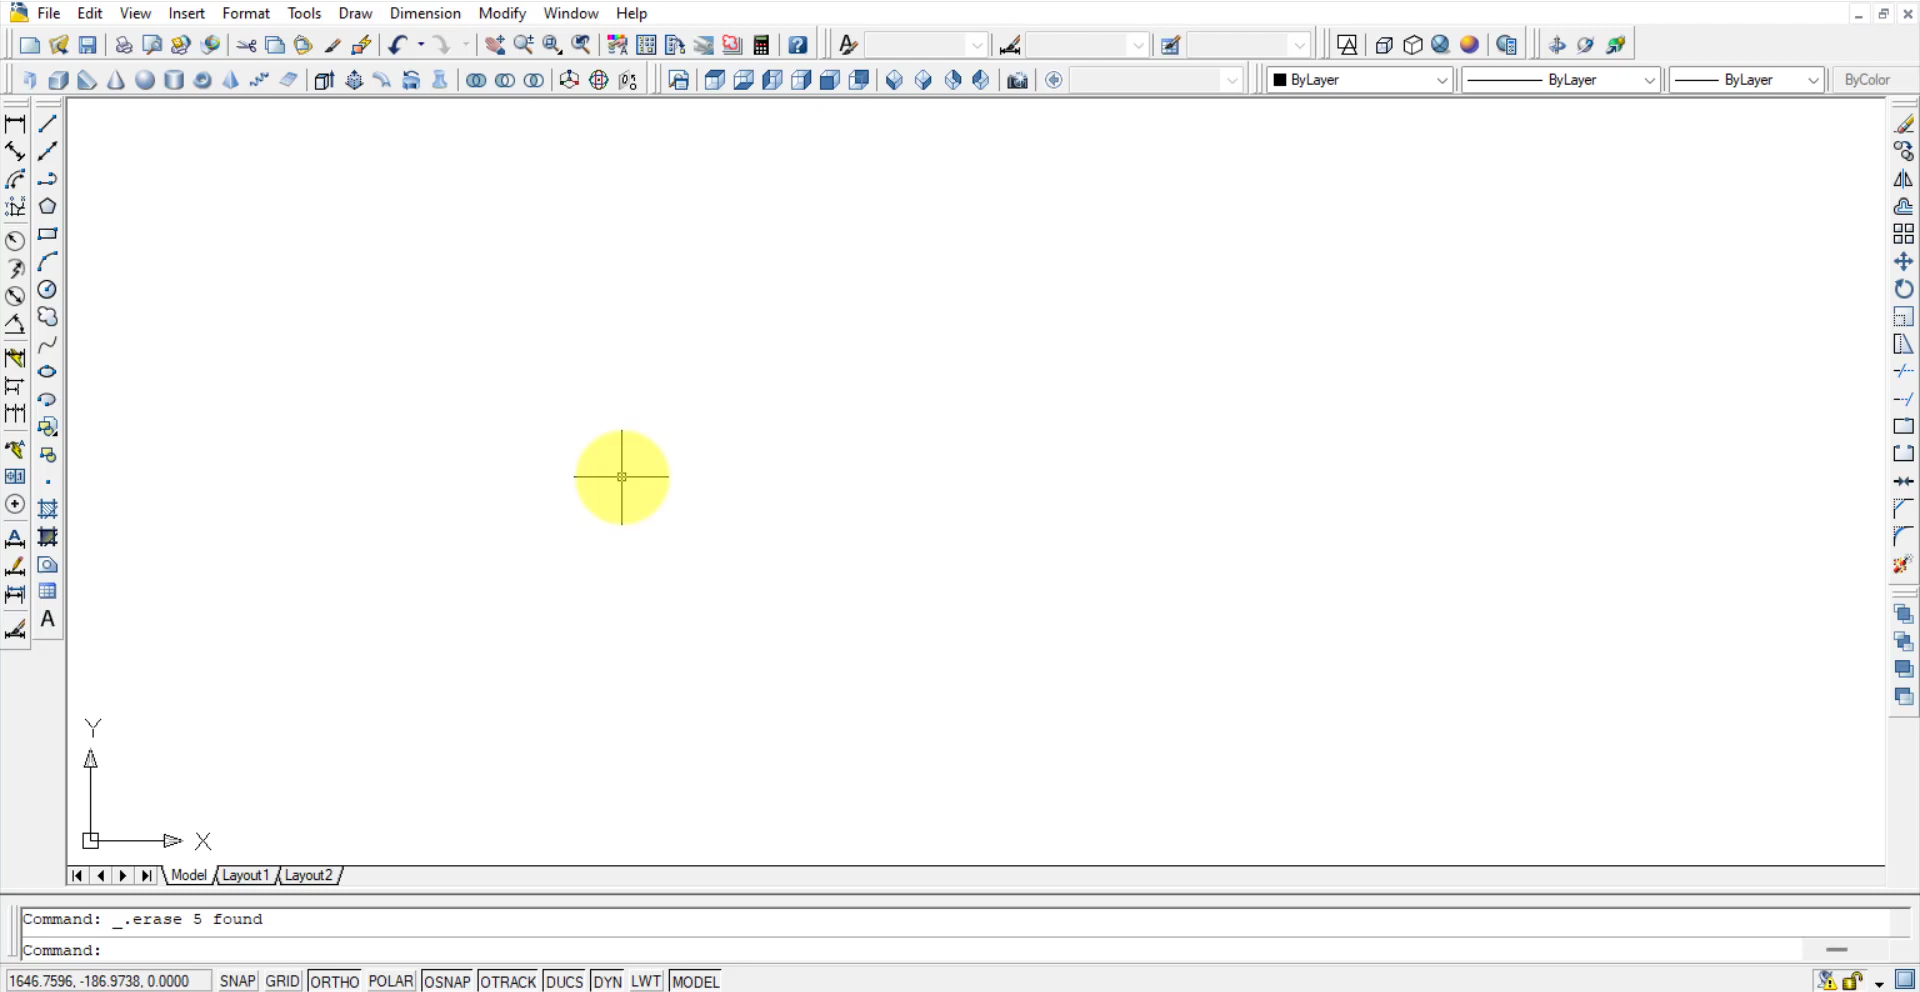 File Edit View Insert Format Tools Draw Dimension Modify Window Help
ByLayer ByLayer ByLayer ByColor
A
Y
X
Model Layout1 Layout2
Command: _.erase 5 found
Command:
1646.7596, -186.9738, 0.0000 SNAP GRID ORTHO POLAR OSNAP OTRACK DUCS DYN LWT MODEL